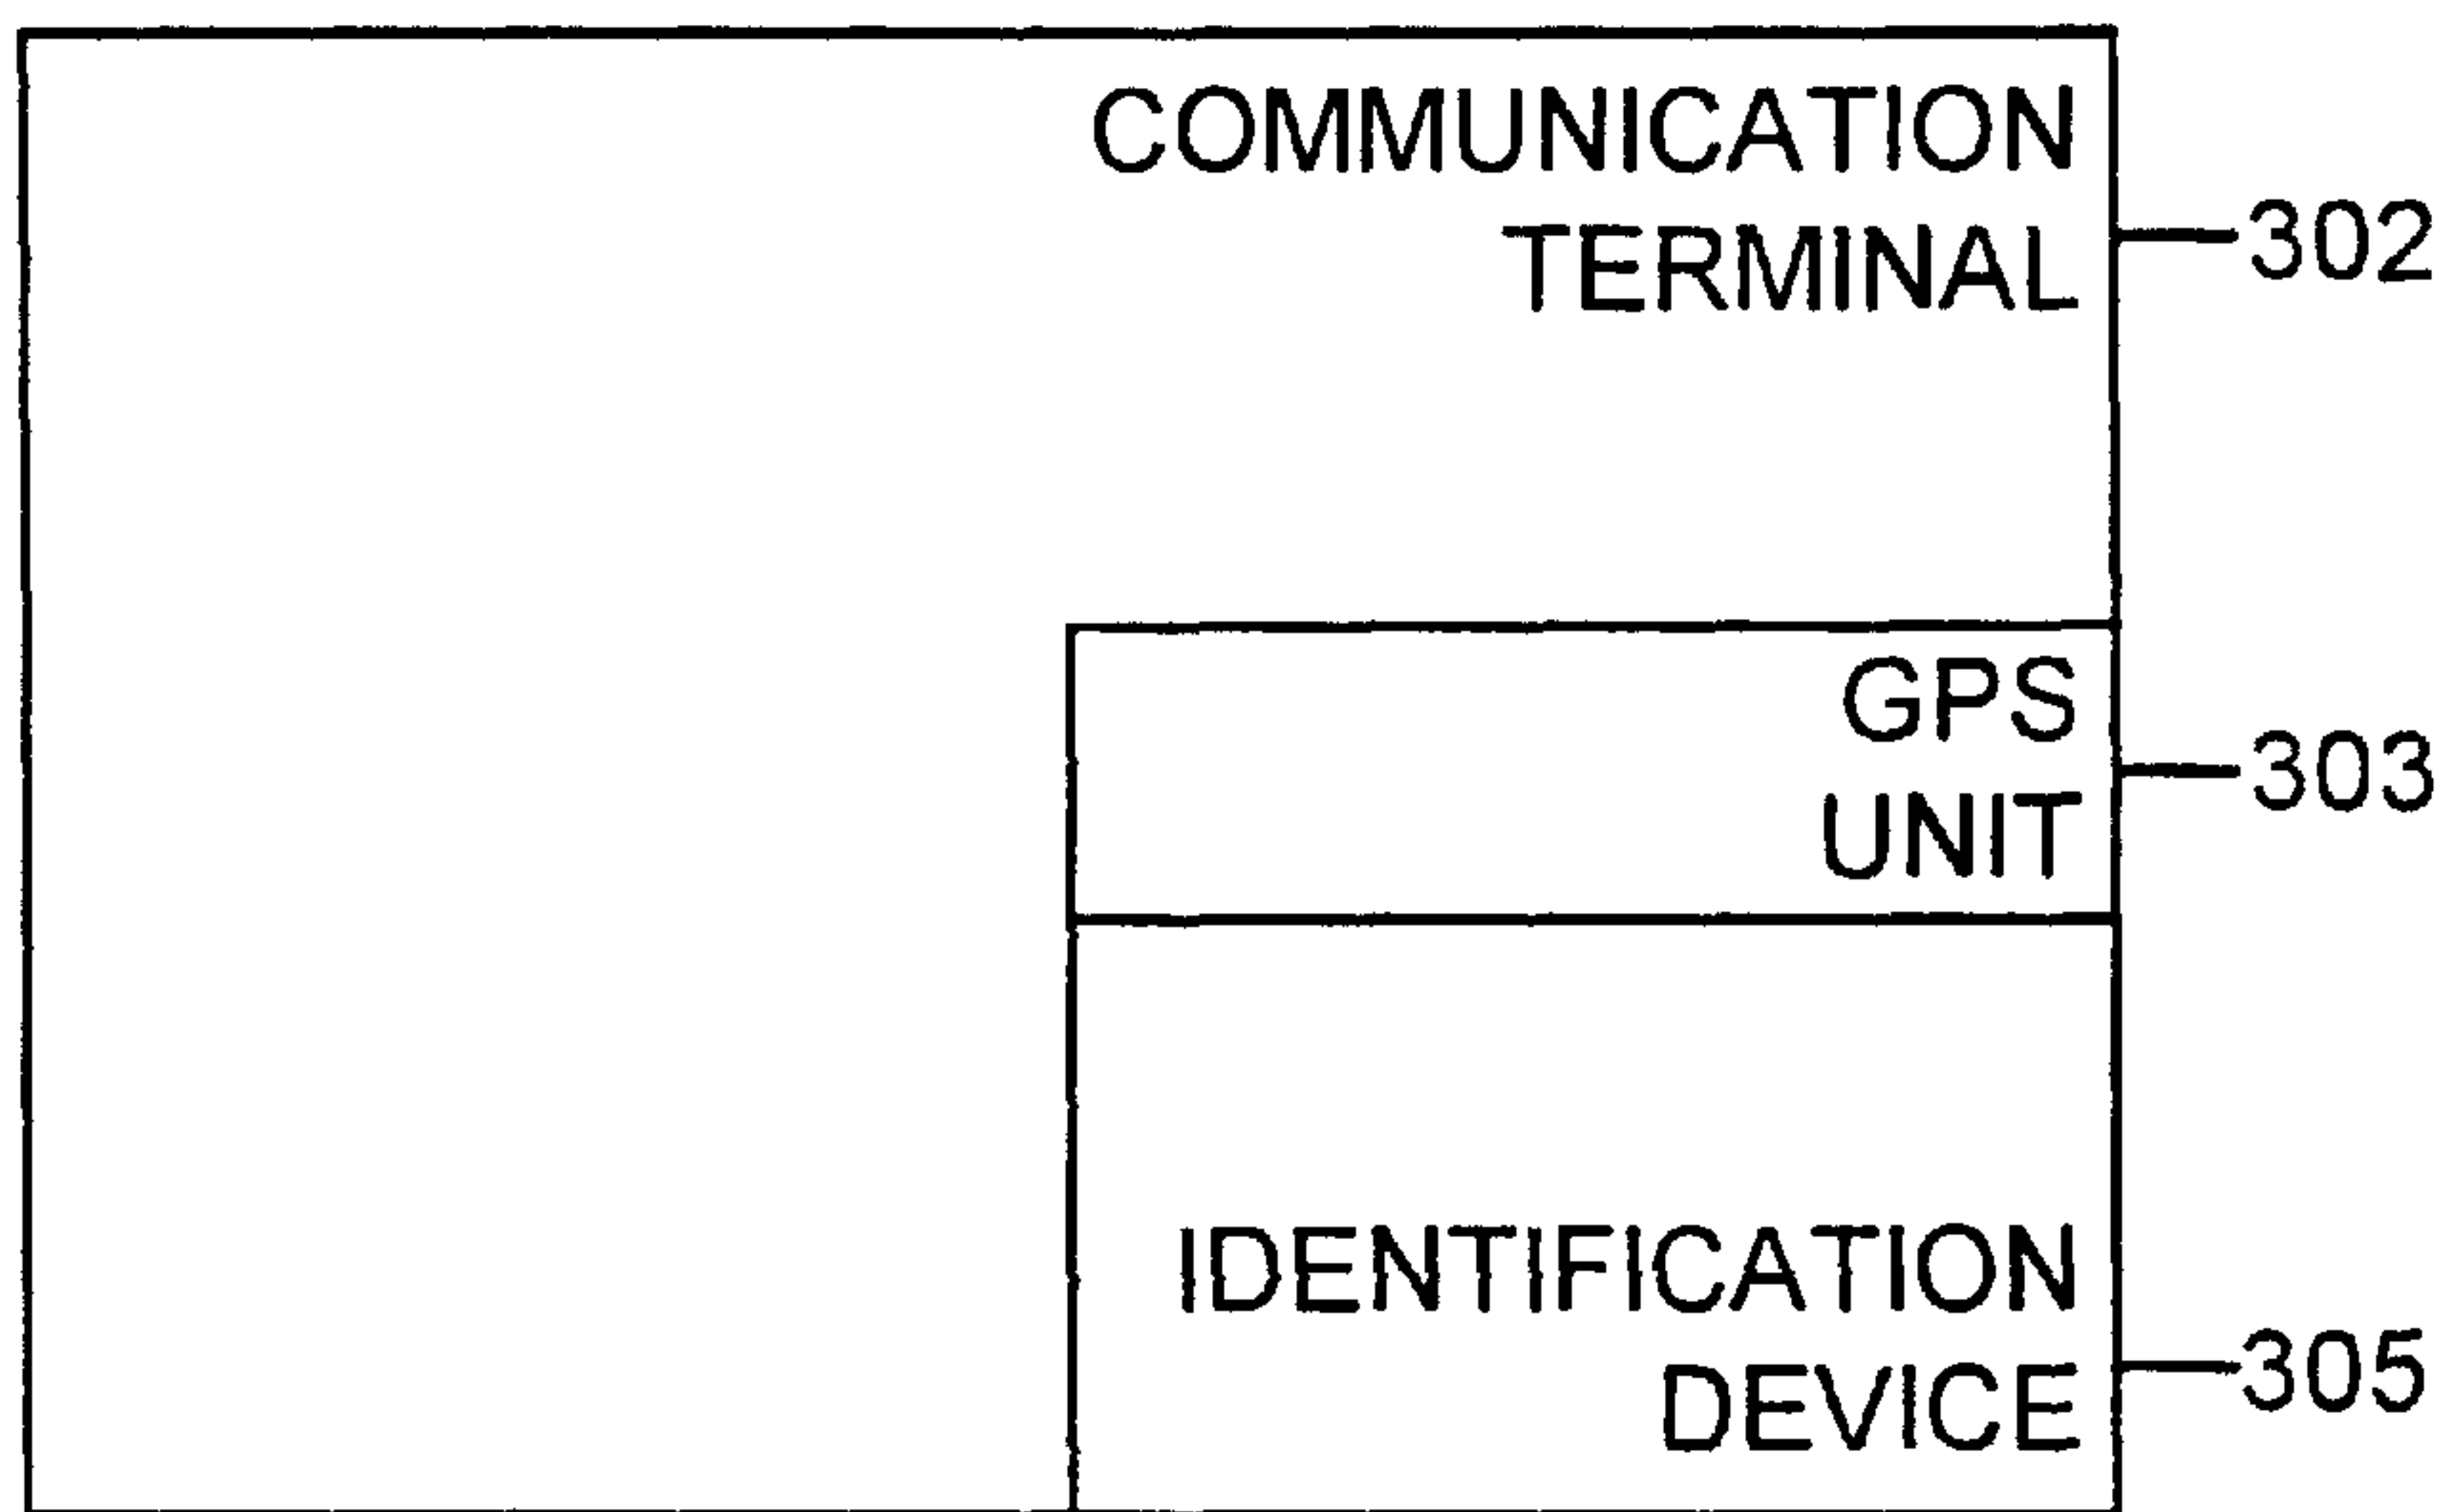 COMMUNICATION
TERMINAL
302
GPS
UNIT
303
IDENTIFICATION
DEVICE
305